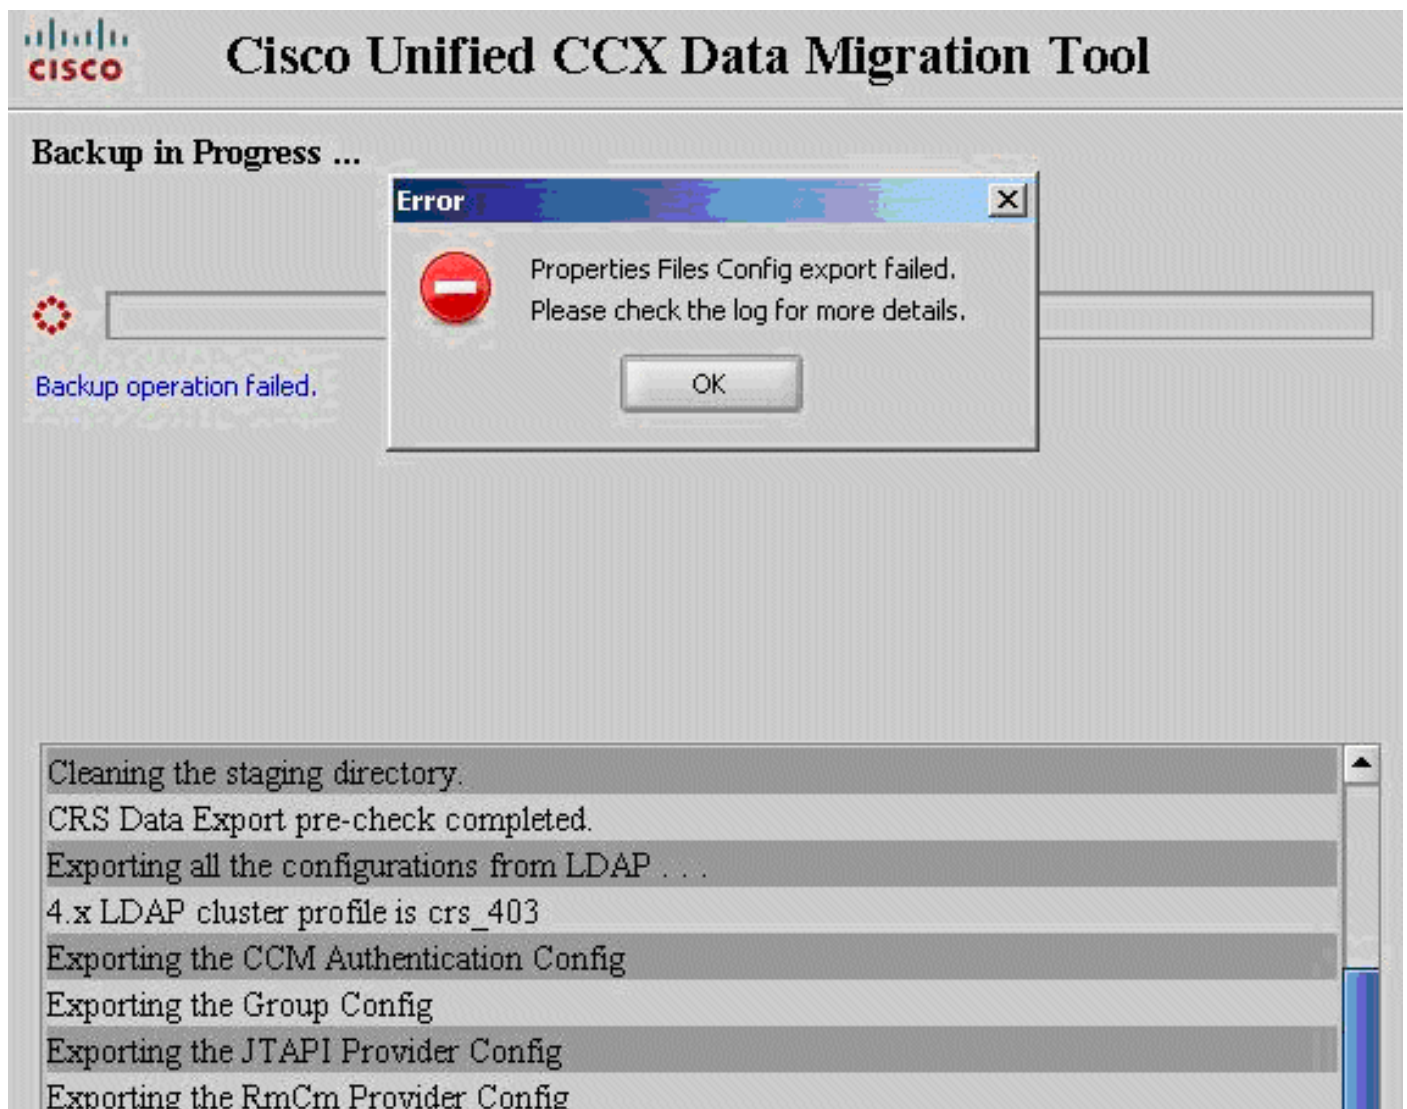 CISCO
Cisco Unified CCX Data Migration Tool
Backup in Progress ...
Error
Properties Files Config export failed.
Please check the log for more details.
OK
Backup operation failed.
Cleaning the staging directory.
CRS Data Export pre-check completed.
Exporting all the configurations from LDAP . . .
4.x LDAP cluster profile is crs_403
Exporting the CCM Authentication Config
Exporting the Group Config
Exporting the JTAPI Provider Config
Exporting the RmCm Provider Config